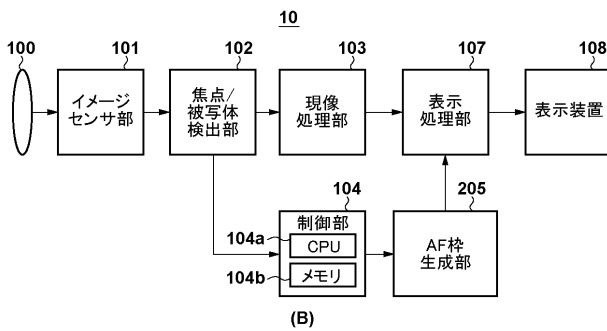 10
100
101
102
103
107
108
イメージ
センサ部
焦点/
被写体
検出部
現像
処理部
表示
処理部
表示装置
104
205
制御部
104a
CPU
104b
メモリ
AF枠
生成部
(B)